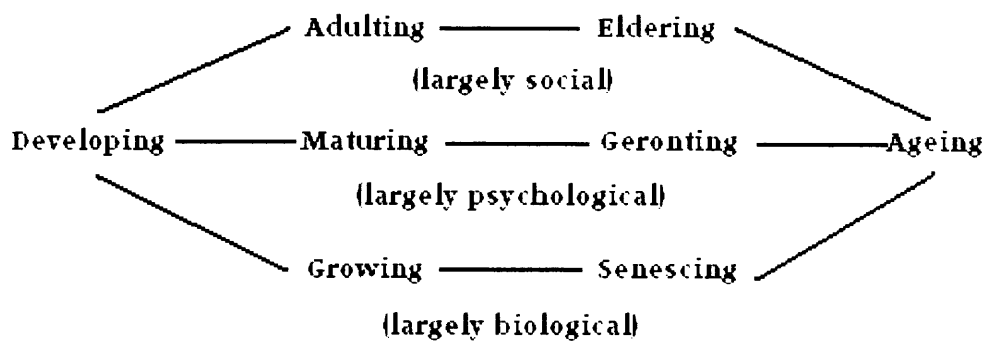 Adulting Eldering
(largely social)
Developing Maturing Geronting Ageing
(largely psychological)
Growing Senescing
(largely biological)